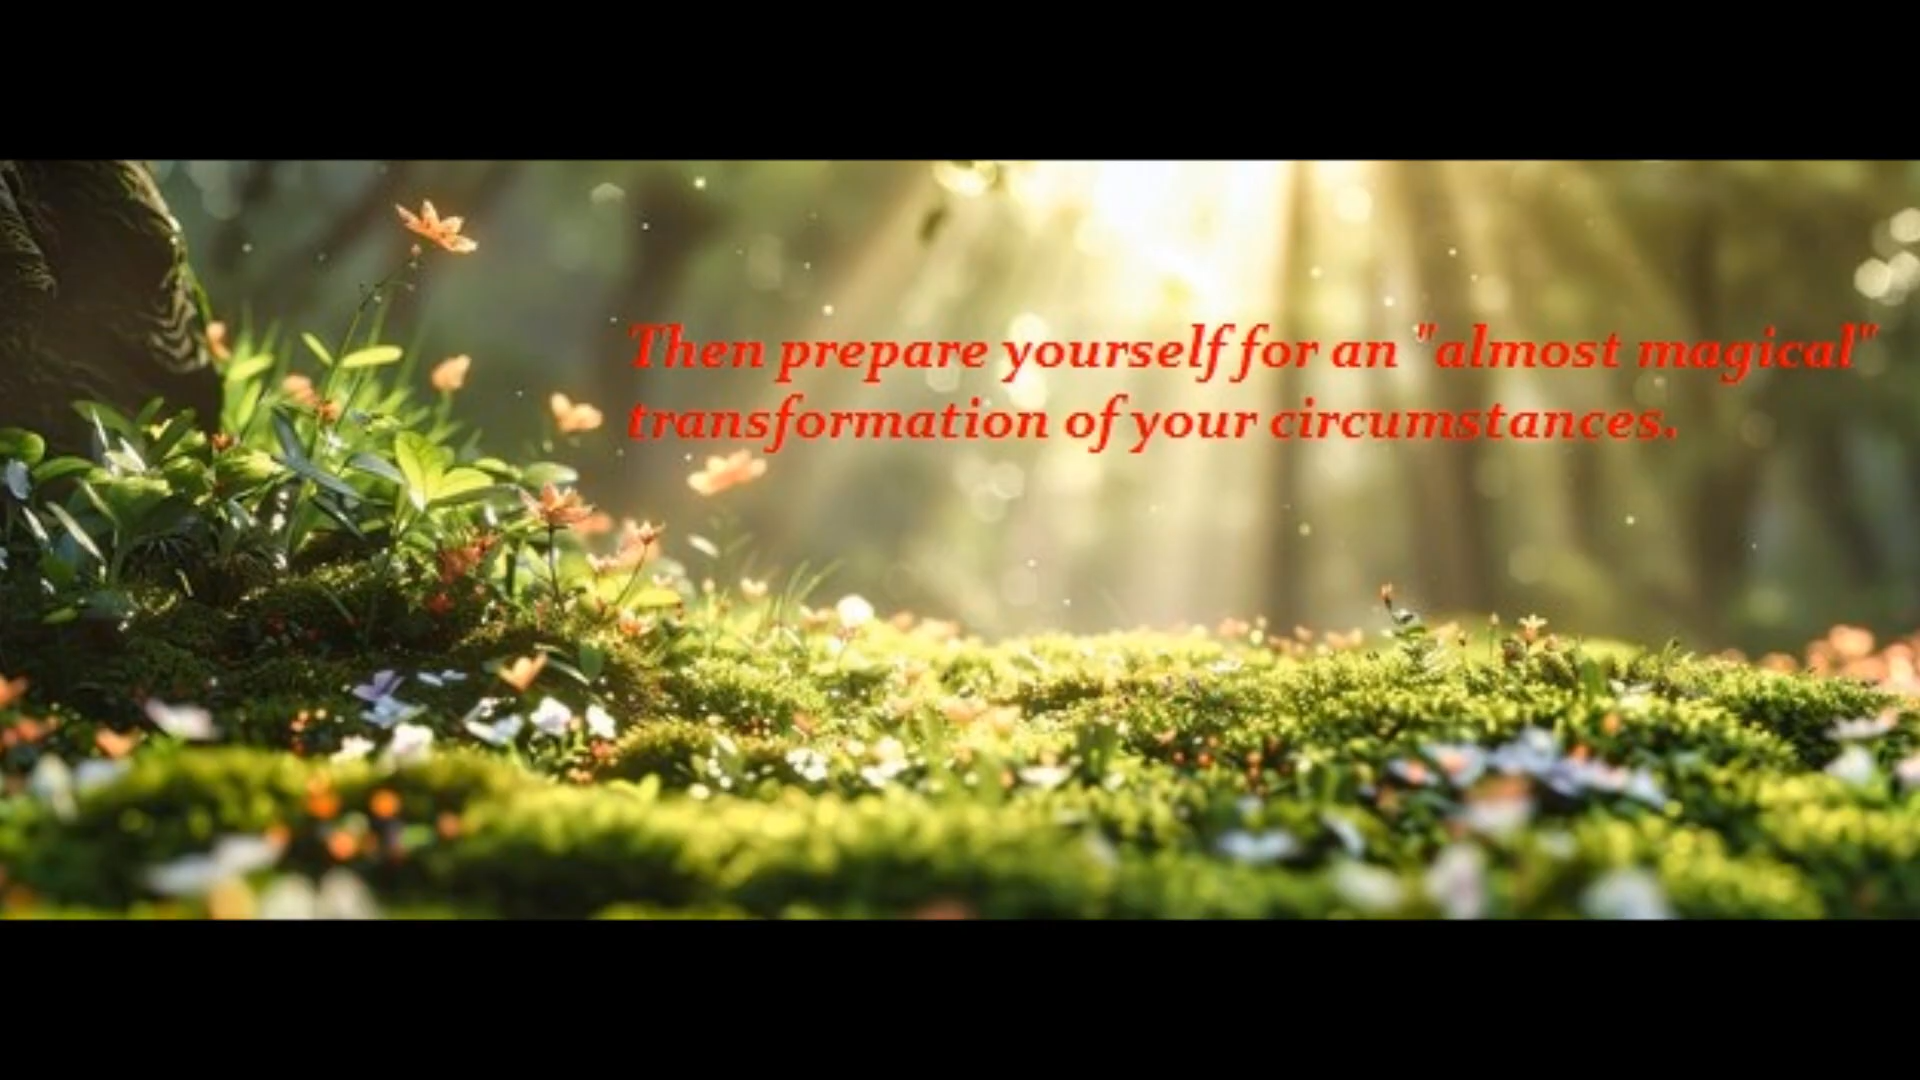 Then prepare yourself for an "almost magical"
transformation of your circumstances.